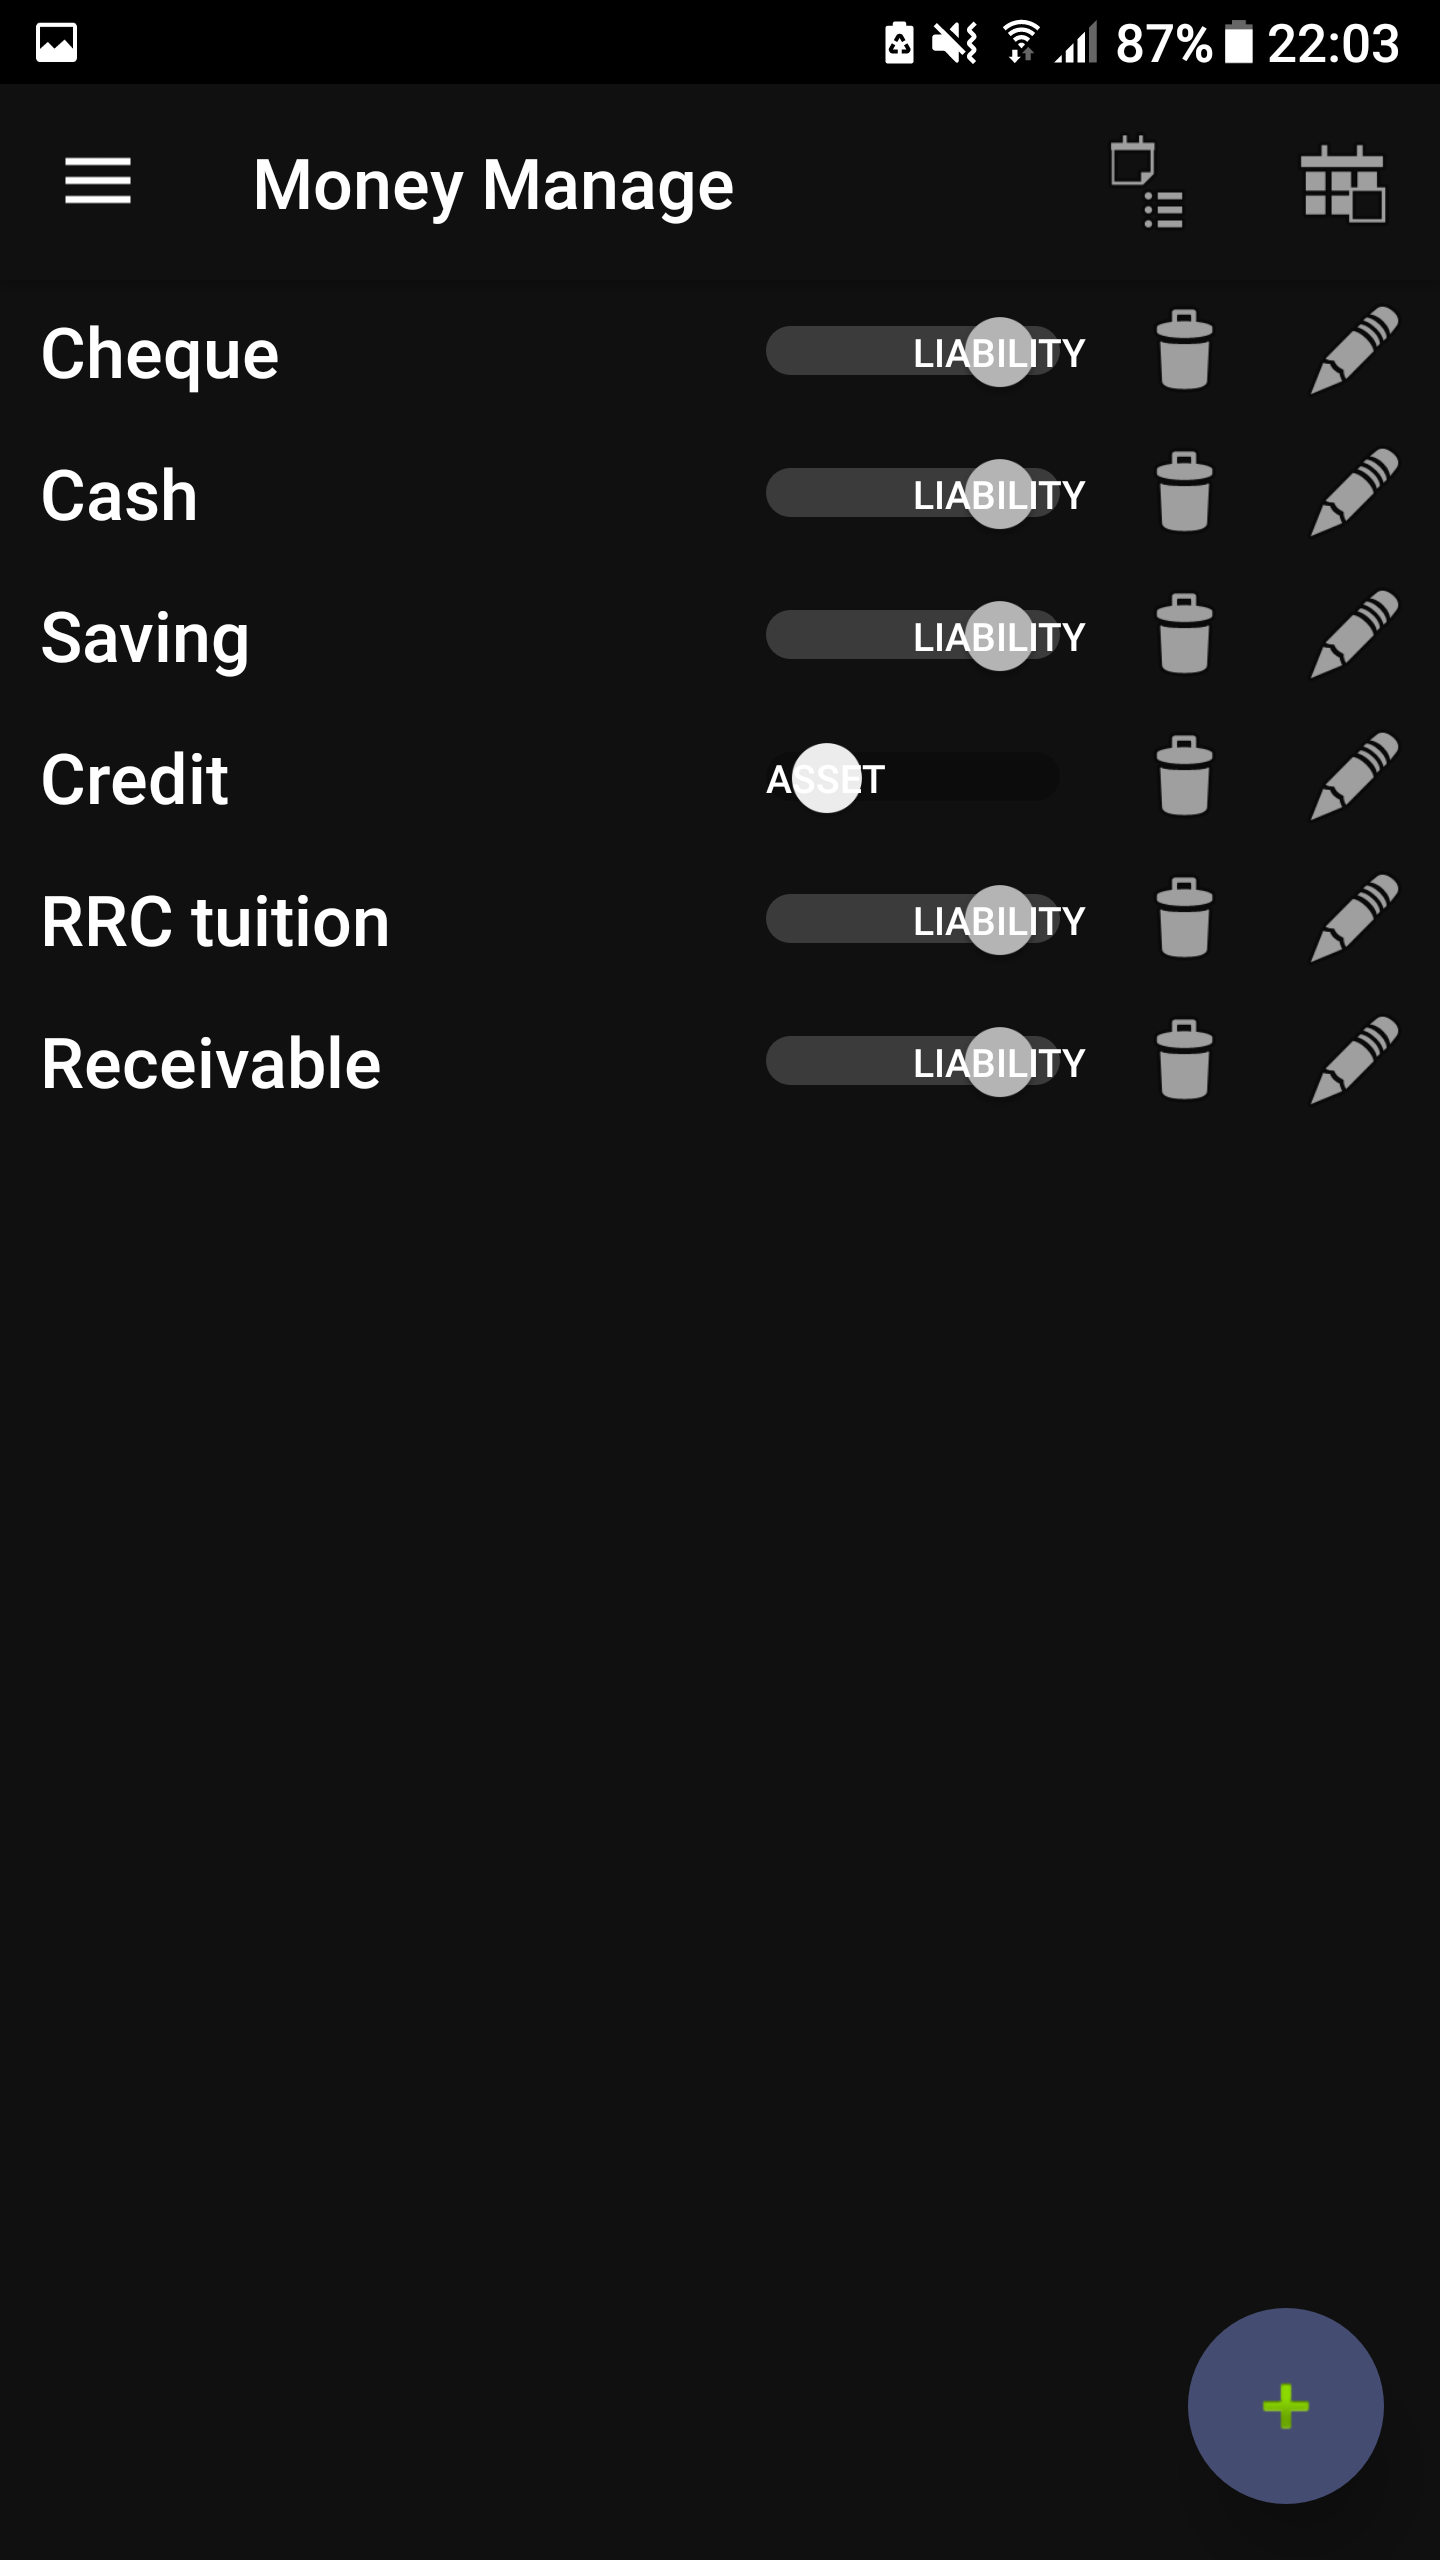 87% 22:03
Money Manage
Cheque LIABILITY
Cash LIABILITY
Saving LIABILITY
Credit ASSET
RRC tuition LIABILITY
Receivable LIABILITY